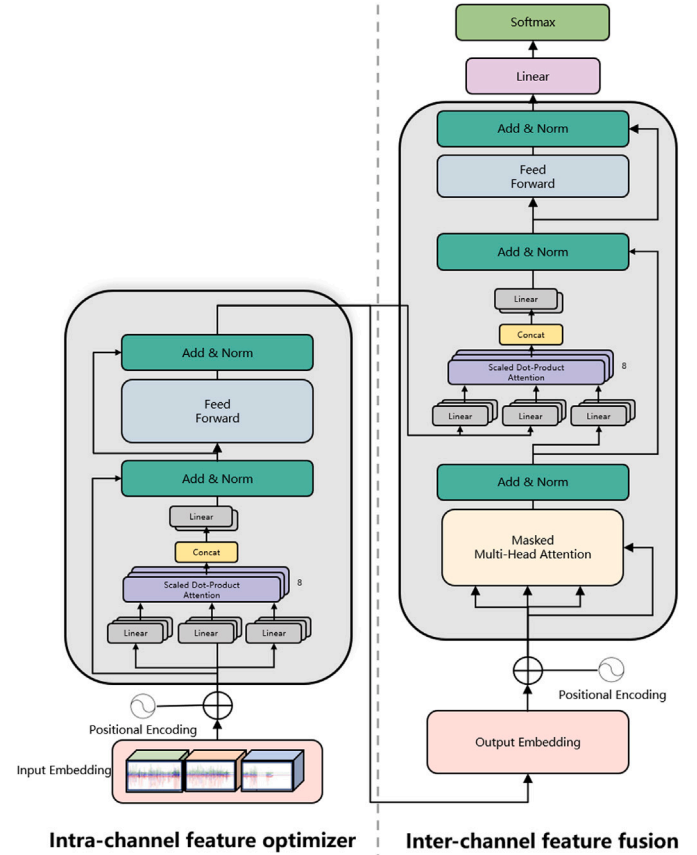 Softmax
Linear
Add & Norm
Feed
Forward
Add & Norm
Linear
Concat
Scaled Dot-Product
Attention
8
Linear
Linear
Linear
Add & Norm
Masked
Multi-Head Attention
Positional Encoding
Output Embedding
Inter-channel feature fusion
Add & Norm
Feed
Forward
Add & Norm
Linear
Concat
Scaled Dot-Product
Attention
8
Linear
Linear
Linear
Positional Encoding
Input Embedding
Intra-channel feature optimizer